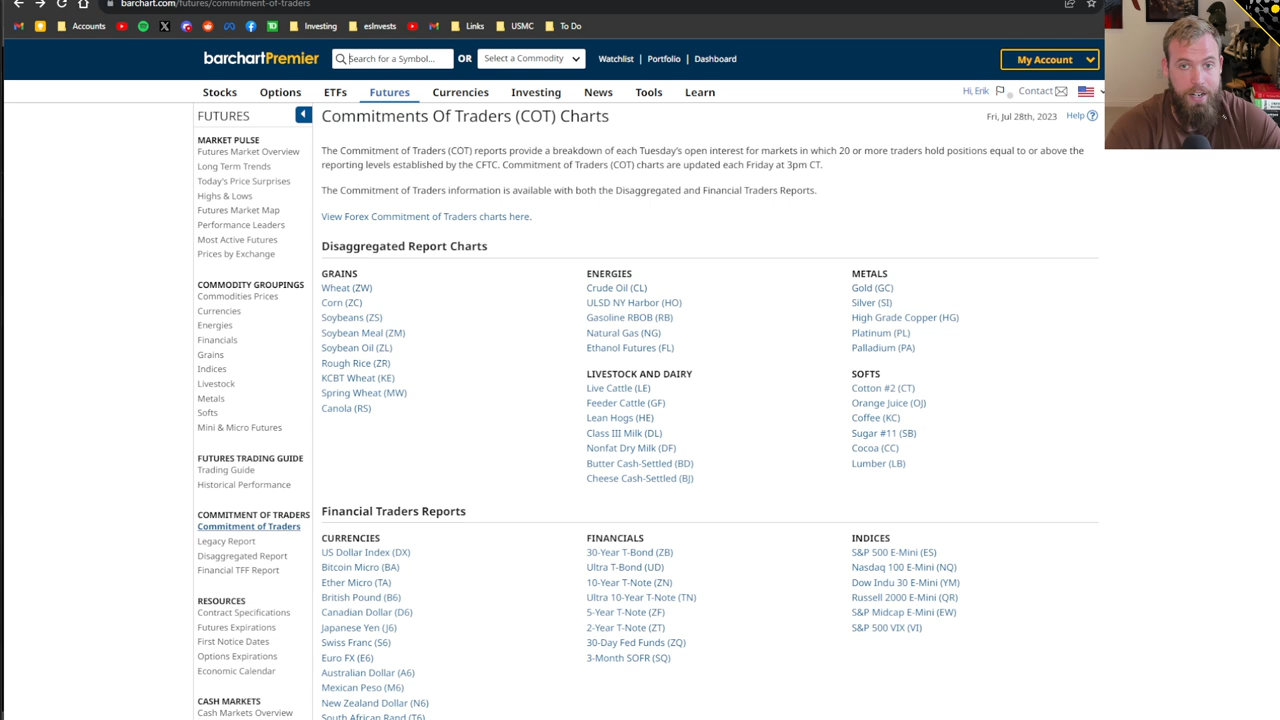 barchart.com/futures/commitment-of-traders
Accounts
Investing
esInvests
Links
USMC
To Do
barchartPremier
Search for a Symbol...
OR
Select a Commodity
Watchlist | Portfolio | Dashboard
My Account
Stocks
Options
ETFs
Futures
Currencies
Investing
News
Tools
Learn
Hi, Erik
Contact
FUTURES
MARKET PULSE
Futures Market Overview
Long Term Trends
Today's Price Surprises
Highs & Lows
Futures Market Map
Performance Leaders
Most Active Futures
Prices by Exchange
COMMODITY GROUPINGS
Commodities Prices
Currencies
Energies
Financials
Grains
Indices
Livestock
Metals
Softs
Mini & Micro Futures
FUTURES TRADING GUIDE
Trading Guide
Historical Performance
COMMITMENT OF TRADERS
Commitment of Traders
Legacy Report
Disaggregated Report
Financial TFF Report
RESOURCES
Contract Specifications
Futures Expirations
First Notice Dates
Options Expirations
Economic Calendar
CASH MARKETS
Cash Markets Overview
Commitments Of Traders (COT) Charts
Fri, Jul 28th, 2023
Help
The Commitment of Traders (COT) reports provide a breakdown of each Tuesday's open interest for markets in which 20 or more traders hold positions equal to or above the
reporting levels established by the CFTC. Commitment of Traders (COT) charts are updated each Friday at 3pm CT.
The Commitment of Traders information is available with both the Disaggregated and Financial Traders Reports.
View Forex Commitment of Traders charts here.
Disaggregated Report Charts
GRAINS
Wheat (ZW)
Corn (ZC)
Soybeans (ZS)
Soybean Meal (ZM)
Soybean Oil (ZL)
Rough Rice (ZR)
KCBT Wheat (KE)
Spring Wheat (MW)
Canola (RS)
ENERGIES
Crude Oil (CL)
ULSD NY Harbor (HO)
Gasoline RBOB (RB)
Natural Gas (NG)
Ethanol Futures (FL)
LIVESTOCK AND DAIRY
Live Cattle (LE)
Feeder Cattle (GF)
Lean Hogs (HE)
Class III Milk (DL)
Nonfat Dry Milk (DF)
Butter Cash-Settled (BD)
Cheese Cash-Settled (BJ)
METALS
Gold (GC)
Silver (SI)
High Grade Copper (HG)
Platinum (PL)
Palladium (PA)
SOFTS
Cotton #2 (CT)
Orange Juice (OJ)
Coffee (KC)
Sugar #11 (SB)
Cocoa (CC)
Lumber (LB)
Financial Traders Reports
CURRENCIES
US Dollar Index (DX)
Bitcoin Micro (BA)
Ether Micro (TA)
British Pound (B6)
Canadian Dollar (D6)
Japanese Yen (J6)
Swiss Franc (S6)
Euro FX (E6)
Australian Dollar (A6)
Mexican Peso (M6)
New Zealand Dollar (N6)
South African Rand (T6)
FINANCIALS
30-Year T-Bond (ZB)
Ultra T-Bond (UD)
10-Year T-Note (ZN)
Ultra 10-Year T-Note (TN)
5-Year T-Note (ZF)
2-Year T-Note (ZT)
30-Day Fed Funds (ZQ)
3-Month SOFR (SQ)
INDICES
S&P 500 E-Mini (ES)
Nasdaq 100 E-Mini (NQ)
Dow Indu 30 E-Mini (YM)
Russell 2000 E-Mini (QR)
S&P Midcap E-Mini (EW)
S&P 500 VIX (VI)